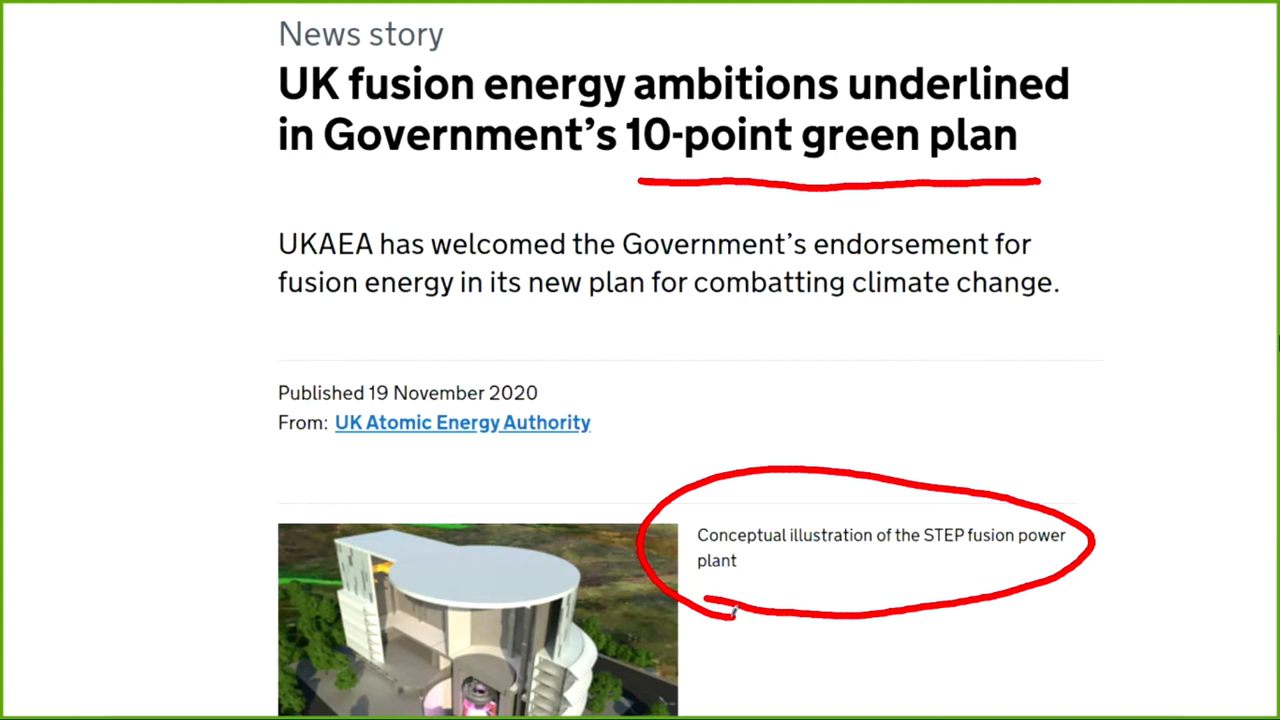 News story
UK fusion energy ambitions underlined
in Government’s 10-point green plan
UKAEA has welcomed the Government’s endorsement for
fusion energy in its new plan for combatting climate change.
Published 19 November 2020
From: UK Atomic Energy Authority
Conceptual illustration of the STEP fusion power
plant